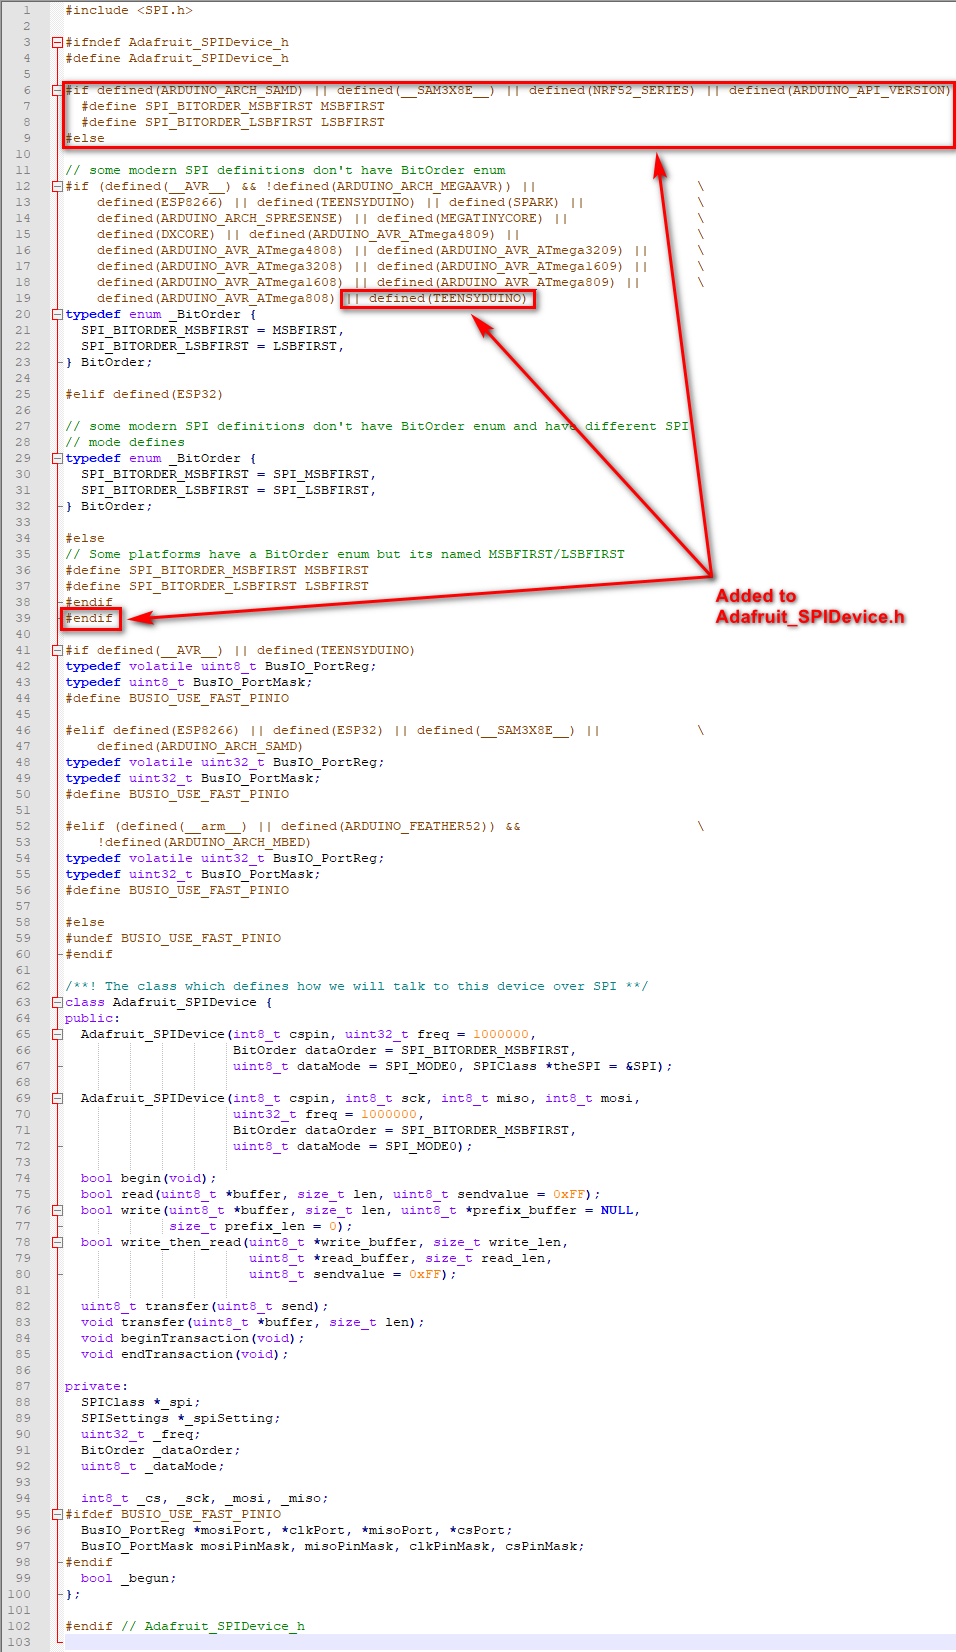 1 #include <SPI.h>
2
3 #ifndef Adafruit_SPIDevice_h
4 #define Adafruit_SPIDevice_h
5
6 #if defined(ARDUINO_ARCH_SAMD) || defined(__SAM3X8E__) || defined(NRF52_SERIES) || defined(ARDUINO_API_VERSION)
7   #define SPI_BITORDER_MSBFIRST MSBFIRST
8   #define SPI_BITORDER_LSBFIRST LSBFIRST
9 #else
10
11 // some modern SPI definitions don't have BitOrder enum
12 #if (defined(__AVR__) && !defined(ARDUINO_ARCH_MEGAAVR)) || \
13     defined(ESP8266) || defined(TEENSYDUINO) || defined(SPARK) || \
14     defined(ARDUINO_ARCH_SPRESENSE) || defined(MEGATINYCORE) || \
15     defined(DXCORE) || defined(ARDUINO_AVR_ATmega4809) || \
16     defined(ARDUINO_AVR_ATmega4808) || defined(ARDUINO_AVR_ATmega3209) || \
17     defined(ARDUINO_AVR_ATmega3208) || defined(ARDUINO_AVR_ATmega1609) || \
18     defined(ARDUINO_AVR_ATmega1608) || defined(ARDUINO_AVR_ATmega809) || \
19     defined(ARDUINO_AVR_ATmega808) || defined(TEENSYDUINO)
20 typedef enum _BitOrder {
21   SPI_BITORDER_MSBFIRST = MSBFIRST,
22   SPI_BITORDER_LSBFIRST = LSBFIRST,
23 } BitOrder;
24
25 #elif defined(ESP32)
26
27 // some modern SPI definitions don't have BitOrder enum and have different SPI
28 // mode defines
29 typedef enum _BitOrder {
30   SPI_BITORDER_MSBFIRST = SPI_MSBFIRST,
31   SPI_BITORDER_LSBFIRST = SPI_LSBFIRST,
32 } BitOrder;
33
34 #else
35 // Some platforms have a BitOrder enum but its named MSBFIRST/LSBFIRST
36 #define SPI_BITORDER_MSBFIRST MSBFIRST
37 #define SPI_BITORDER_LSBFIRST LSBFIRST
38 #endif
Added to
Adafruit_SPIDevice.h
39 #endif
40
41 #if defined(__AVR__) || defined(TEENSYDUINO)
42 typedef volatile uint8_t BusIO_PortReg;
43 typedef uint8_t BusIO_PortMask;
44 #define BUSIO_USE_FAST_PINIO
45
46 #elif defined(ESP8266) || defined(ESP32) || defined(__SAM3X8E__) || \
47     defined(ARDUINO_ARCH_SAMD)
48 typedef volatile uint32_t BusIO_PortReg;
49 typedef uint32_t BusIO_PortMask;
50 #define BUSIO_USE_FAST_PINIO
51
52 #elif (defined(__arm__) || defined(ARDUINO_FEATHER52)) && \
53     !defined(ARDUINO_ARCH_MBED)
54 typedef volatile uint32_t BusIO_PortReg;
55 typedef uint32_t BusIO_PortMask;
56 #define BUSIO_USE_FAST_PINIO
57
58 #else
59 #undef BUSIO_USE_FAST_PINIO
60 #endif
61
62 /**! The class which defines how we will talk to this device over SPI **/
63 class Adafruit_SPIDevice {
64 public:
65   Adafruit_SPIDevice(int8_t cspin, uint32_t freq = 1000000,
66                      BitOrder dataOrder = SPI_BITORDER_MSBFIRST,
67                      uint8_t dataMode = SPI_MODE0, SPIClass *theSPI = &SPI);
68
69   Adafruit_SPIDevice(int8_t cspin, int8_t sck, int8_t miso, int8_t mosi,
70                      uint32_t freq = 1000000,
71                      BitOrder dataOrder = SPI_BITORDER_MSBFIRST,
72                      uint8_t dataMode = SPI_MODE0);
73
74   bool begin(void);
75   bool read(uint8_t *buffer, size_t len, uint8_t sendvalue = 0xFF);
76   bool write(uint8_t *buffer, size_t len, uint8_t *prefix_buffer = NULL,
77              size_t prefix_len = 0);
78   bool write_then_read(uint8_t *write_buffer, size_t write_len,
79                        uint8_t *read_buffer, size_t read_len,
80                        uint8_t sendvalue = 0xFF);
81
82   uint8_t transfer(uint8_t send);
83   void transfer(uint8_t *buffer, size_t len);
84   void beginTransaction(void);
85   void endTransaction(void);
86
87 private:
88   SPIClass *_spi;
89   SPISettings *_spiSetting;
90   uint32_t _freq;
91   BitOrder _dataOrder;
92   uint8_t _dataMode;
93
94   int8_t _cs, _sck, _mosi, _miso;
95 #ifdef BUSIO_USE_FAST_PINIO
96   BusIO_PortReg *mosiPort, *clkPort, *misoPort, *csPort;
97   BusIO_PortMask mosiPinMask, misoPinMask, clkPinMask, csPinMask;
98 #endif
99   bool _begun;
100 };
101
102 #endif // Adafruit_SPIDevice_h
103